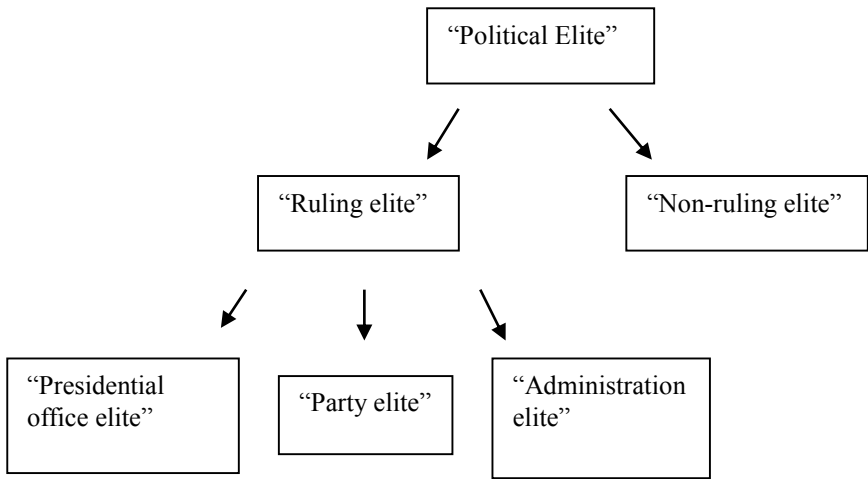 “Political Elite”
“Ruling elite”
“Non-ruling elite”
“Presidential
office elite”
“Party elite”
“Administration
elite”